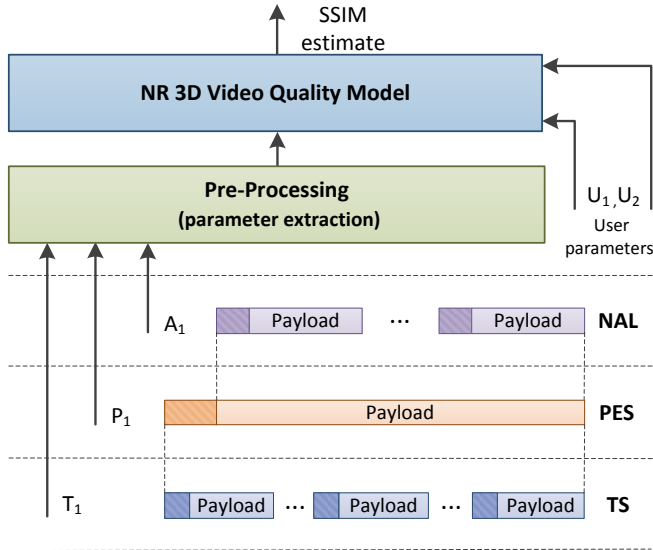 SSIM
estimate
NR 3D Video Quality Model
Pre-Processing
(parameter extraction)
U1, U2
User
parameters
A1 Payload ... Payload NAL
P1 Payload PES
T1 Payload ... Payload ... Payload TS